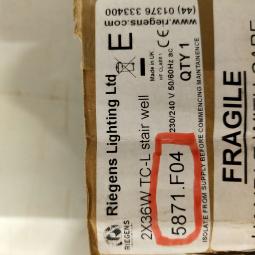 Riegens Lighting Ltd
RIEGENS
2X36W TC-L stair well
5871.F04
E
Made in UK
www.riegens.com
(44) 01376 333400
230/240 V 50/60Hz
QTY 1
ISOLATE FROM SUPPLY BEFORE COMMENCING MAINTAINENCE
FRAGILE